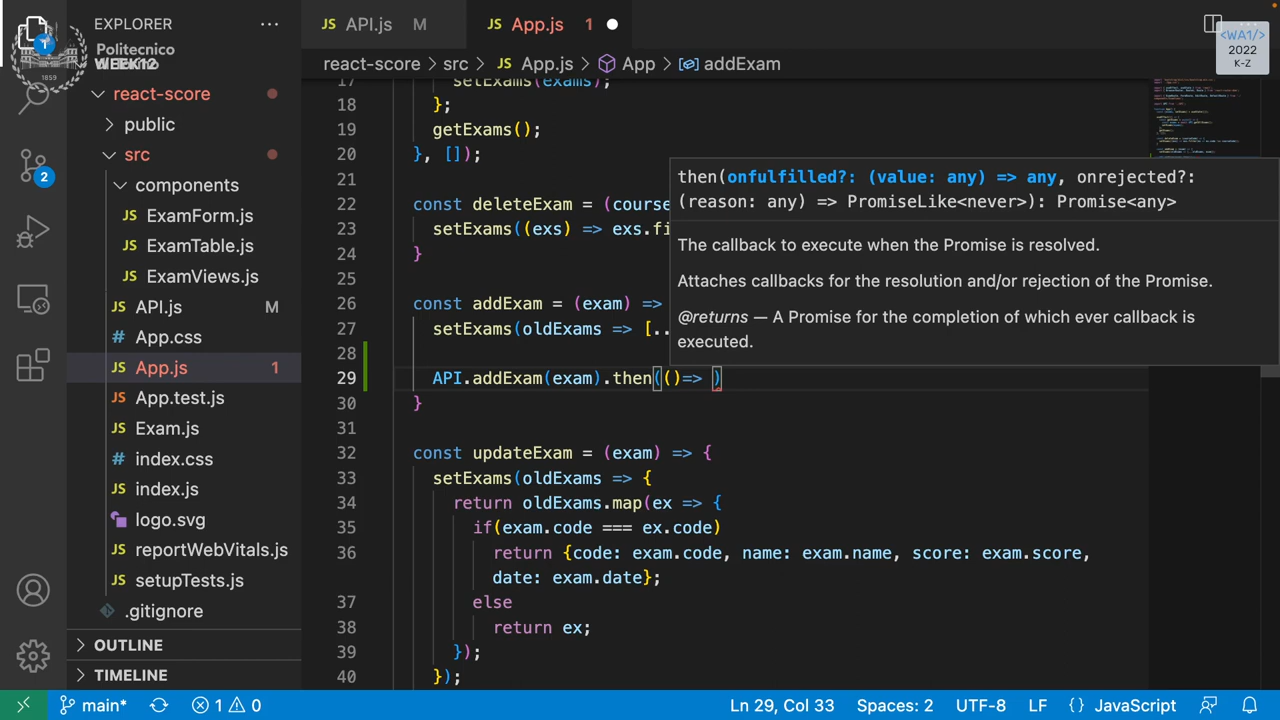 EXPLORER
Politecnico
WEEK12
react-score
public
src
components
ExamForm.js
ExamTable.js
ExamViews.js
API.js M
App.css
App.js 1
App.test.js
Exam.js
index.css
index.js
logo.svg
reportWebVitals.js
setupTests.js
.gitignore
OUTLINE
TIMELINE
JS API.js M
JS App.js 1
<WA1/>
2022
K-Z
react-score > src > JS App.js > App > addExam
17 setExams(exams);
18 };
19 getExams();
20 }, []);
21
22 const deleteExam = (course
23 setExams((exs) => exs.fi
24 }
25
26 const addExam = (exam) =>
27 setExams(oldExams => [..
28
29 API.addExam(exam).then(()=> )
30 }
31
32 const updateExam = (exam) => {
33 setExams(oldExams => {
34 return oldExams.map(ex => {
35 if(exam.code === ex.code)
36 return {code: exam.code, name: exam.name, score: exam.score,
date: exam.date};
37 else
38 return ex;
39 });
40 });
then(onfulfilled?: (value: any) => any, onrejected?:
(reason: any) => PromiseLike<never>): Promise<any>
The callback to execute when the Promise is resolved.
Attaches callbacks for the resolution and/or rejection of the Promise.
@returns — A Promise for the completion of which ever callback is
executed.
main* 1 0 Ln 29, Col 33 Spaces: 2 UTF-8 LF {} JavaScript